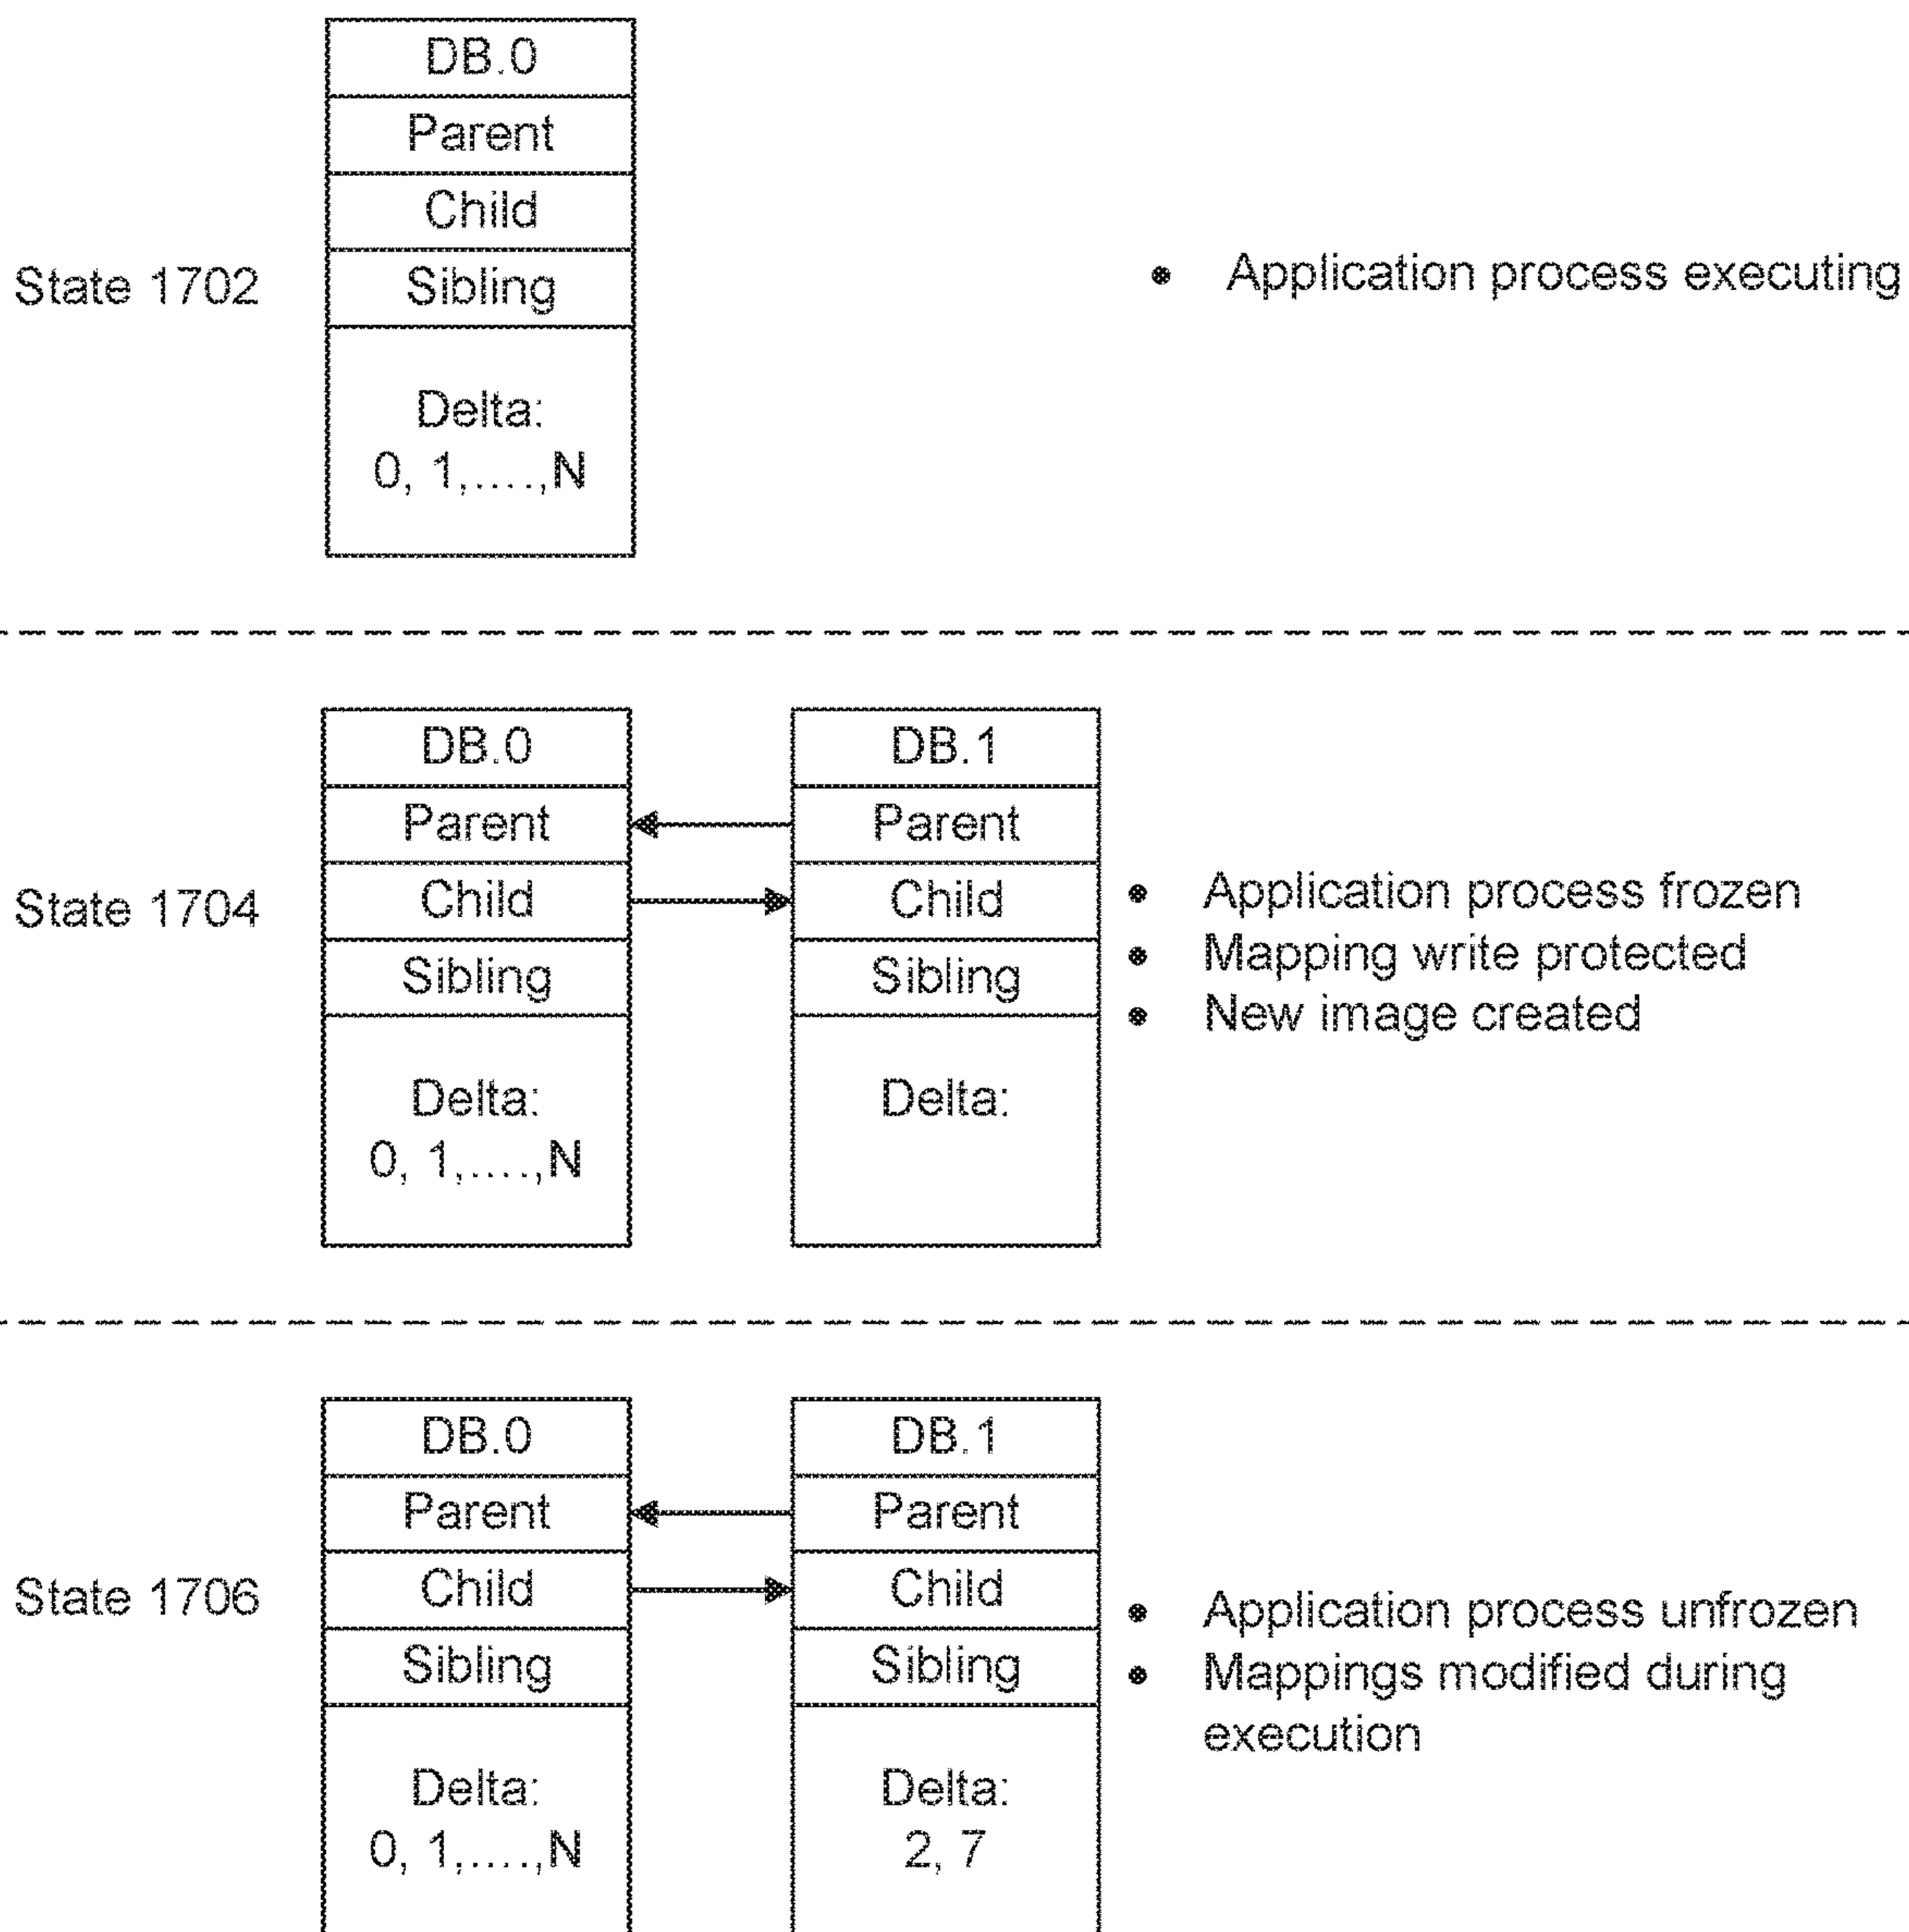 DB.0
Parent
Child
State 1702
Sibling
• Application process executing
Delta:
0, 1,....,N
DB.0
DB.1
Parent
Parent
State 1704
Child
Child
• Application process frozen
• Mapping write protected
Sibling
Sibling
• New image created
Delta:
Delta:
0, 1,....,N
DB.0
DB.1
Parent
Parent
State 1706
Child
Child
• Application process unfrozen
Sibling
Sibling
• Mappings modified during
execution
Delta:
Delta:
0, 1,....,N
2, 7